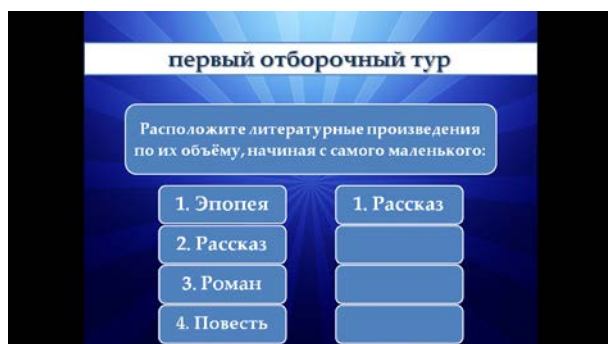 первый отборочный тур
Расположите литературные произведения
по их объёму, начиная с самого маленького:
1. Эпопея
1. Рассказ
2. Рассказ
3. Роман
4. Повесть